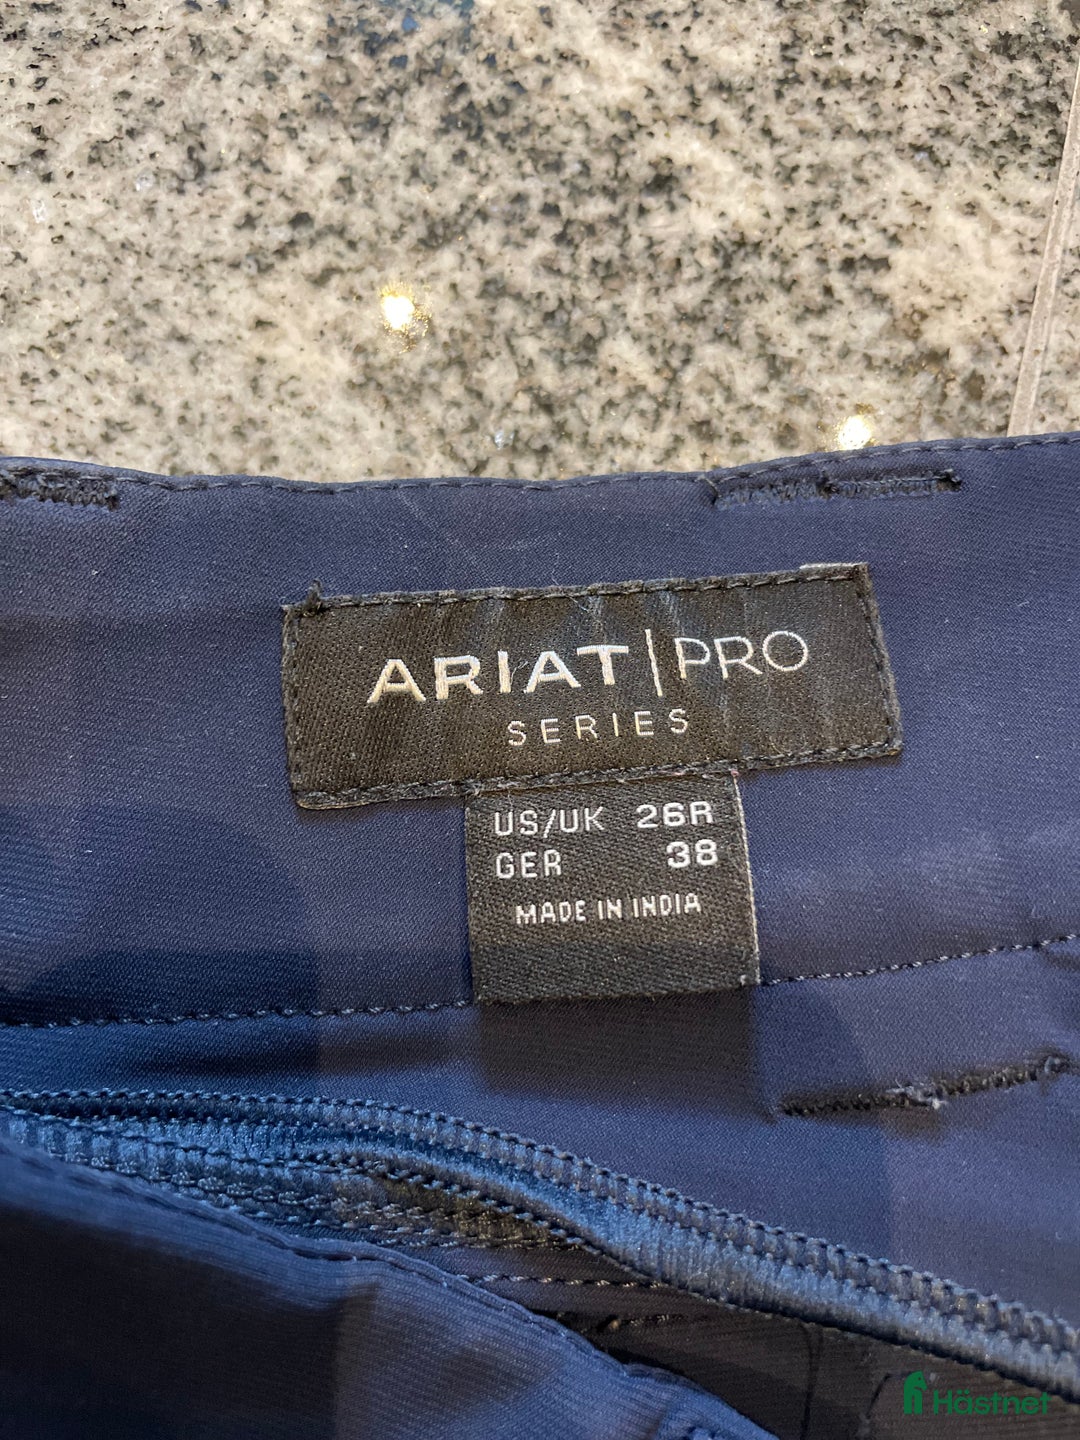 ARIAT | PRO
SERIES
US/UK 26R
GER 38
MADE IN INDIA
Hästnet